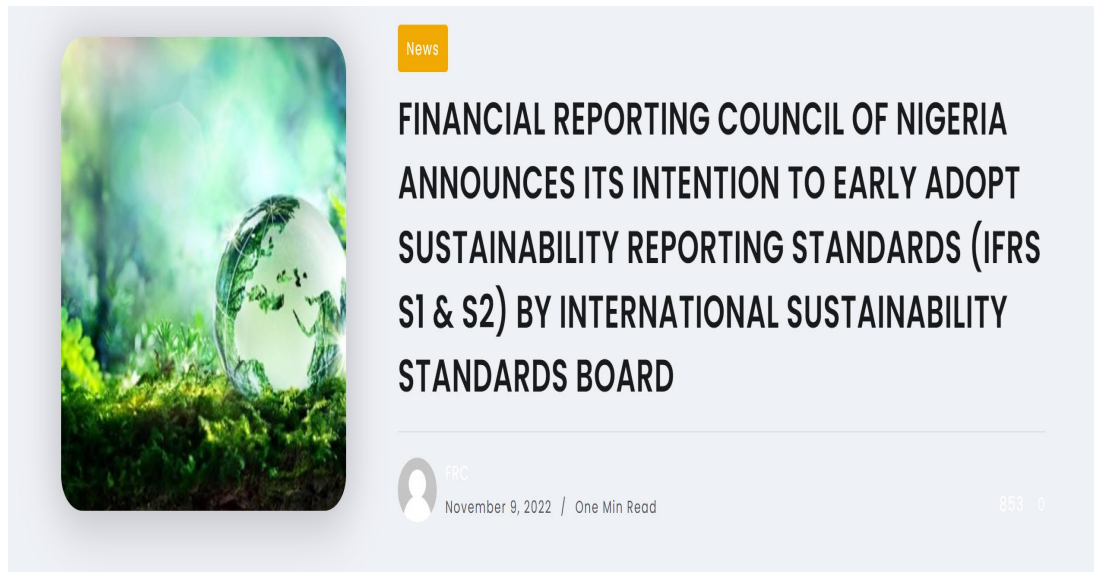 News
FINANCIAL REPORTING COUNCIL OF NIGERIA
ANNOUNCES ITS INTENTION TO EARLY ADOPT
SUSTAINABILITY REPORTING STANDARDS (IFRS
S1 & S2) BY INTERNATIONAL SUSTAINABILITY
STANDARDS BOARD
FRC
November 9, 2022 / One Min Read
853 0